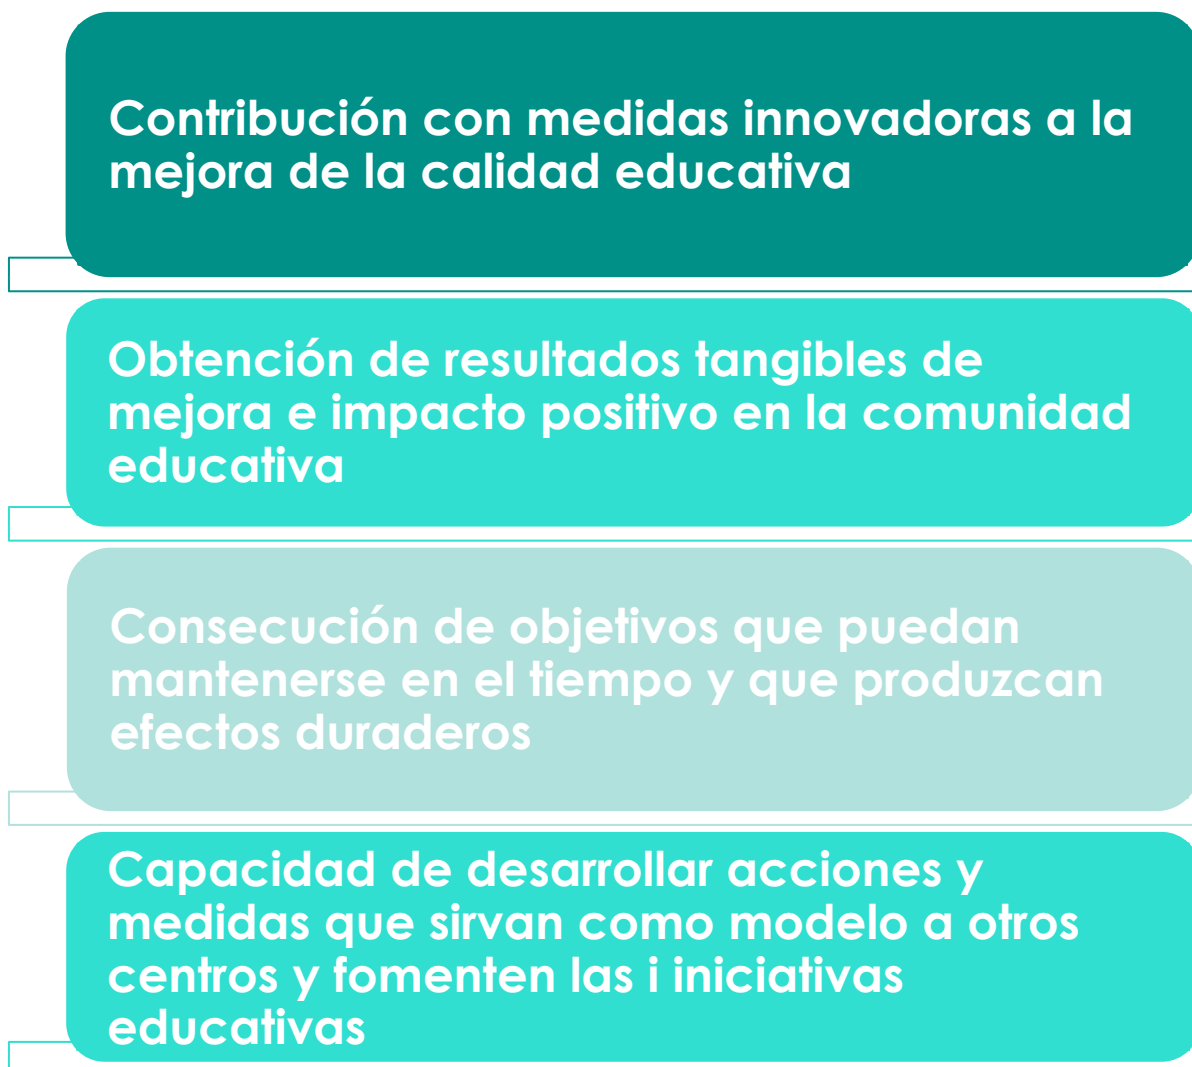 Contribución con medidas innovadoras a la
mejora de la calidad educativa
Obtención de resultados tangibles de
mejora e impacto positivo en la comunidad
educativa
Consecución de objetivos que puedan
mantenerse en el tiempo y que produzcan
efectos duraderos
Capacidad de desarrollar acciones y
medidas que sirvan como modelo a otros
centros y fomenten las i iniciativas
educativas